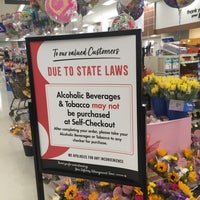 To our valued Customers
DUE TO STATE LAWS
Alcoholic Beverages
& Tobacco may not
be purchased
at Self-Checkout
After completing your order, please take your
Alcoholic Beverages or Tobacco to any
checker for purchase.
WE APOLOGIZE FOR ANY INCONVENIENCE.